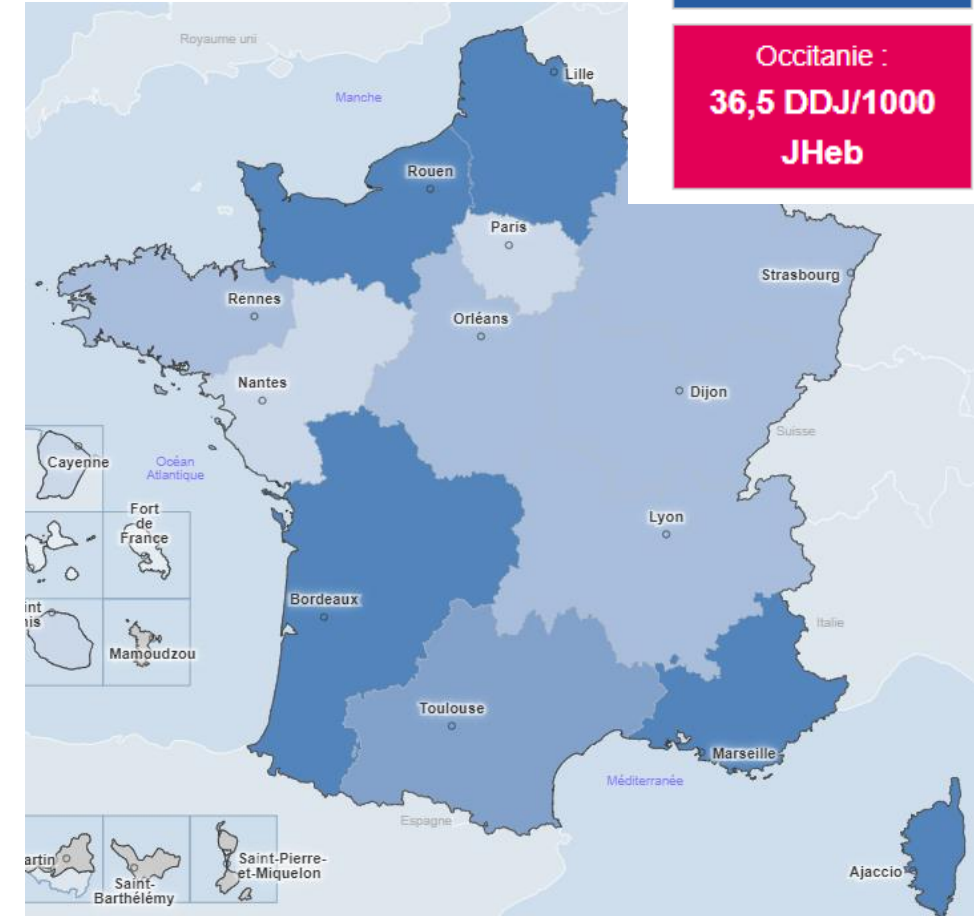 Royaume uni
Occitanie :
36,5 DDJ/1000
JHeb
Lille
Manche
Rouen
Paris
Strasbourg
Rennes
Orléans
Nantes
Dijon
Suisse
Cayenne
Océan
Atlantique
Fort
de
France
Lyon
Bordeaux
Italie
Mamoudzou
Toulouse
Marseille
Méditerranée
Espagne
Saint-
Barthélémy
Saint-Pierre-
et-Miquelon
Ajaccio